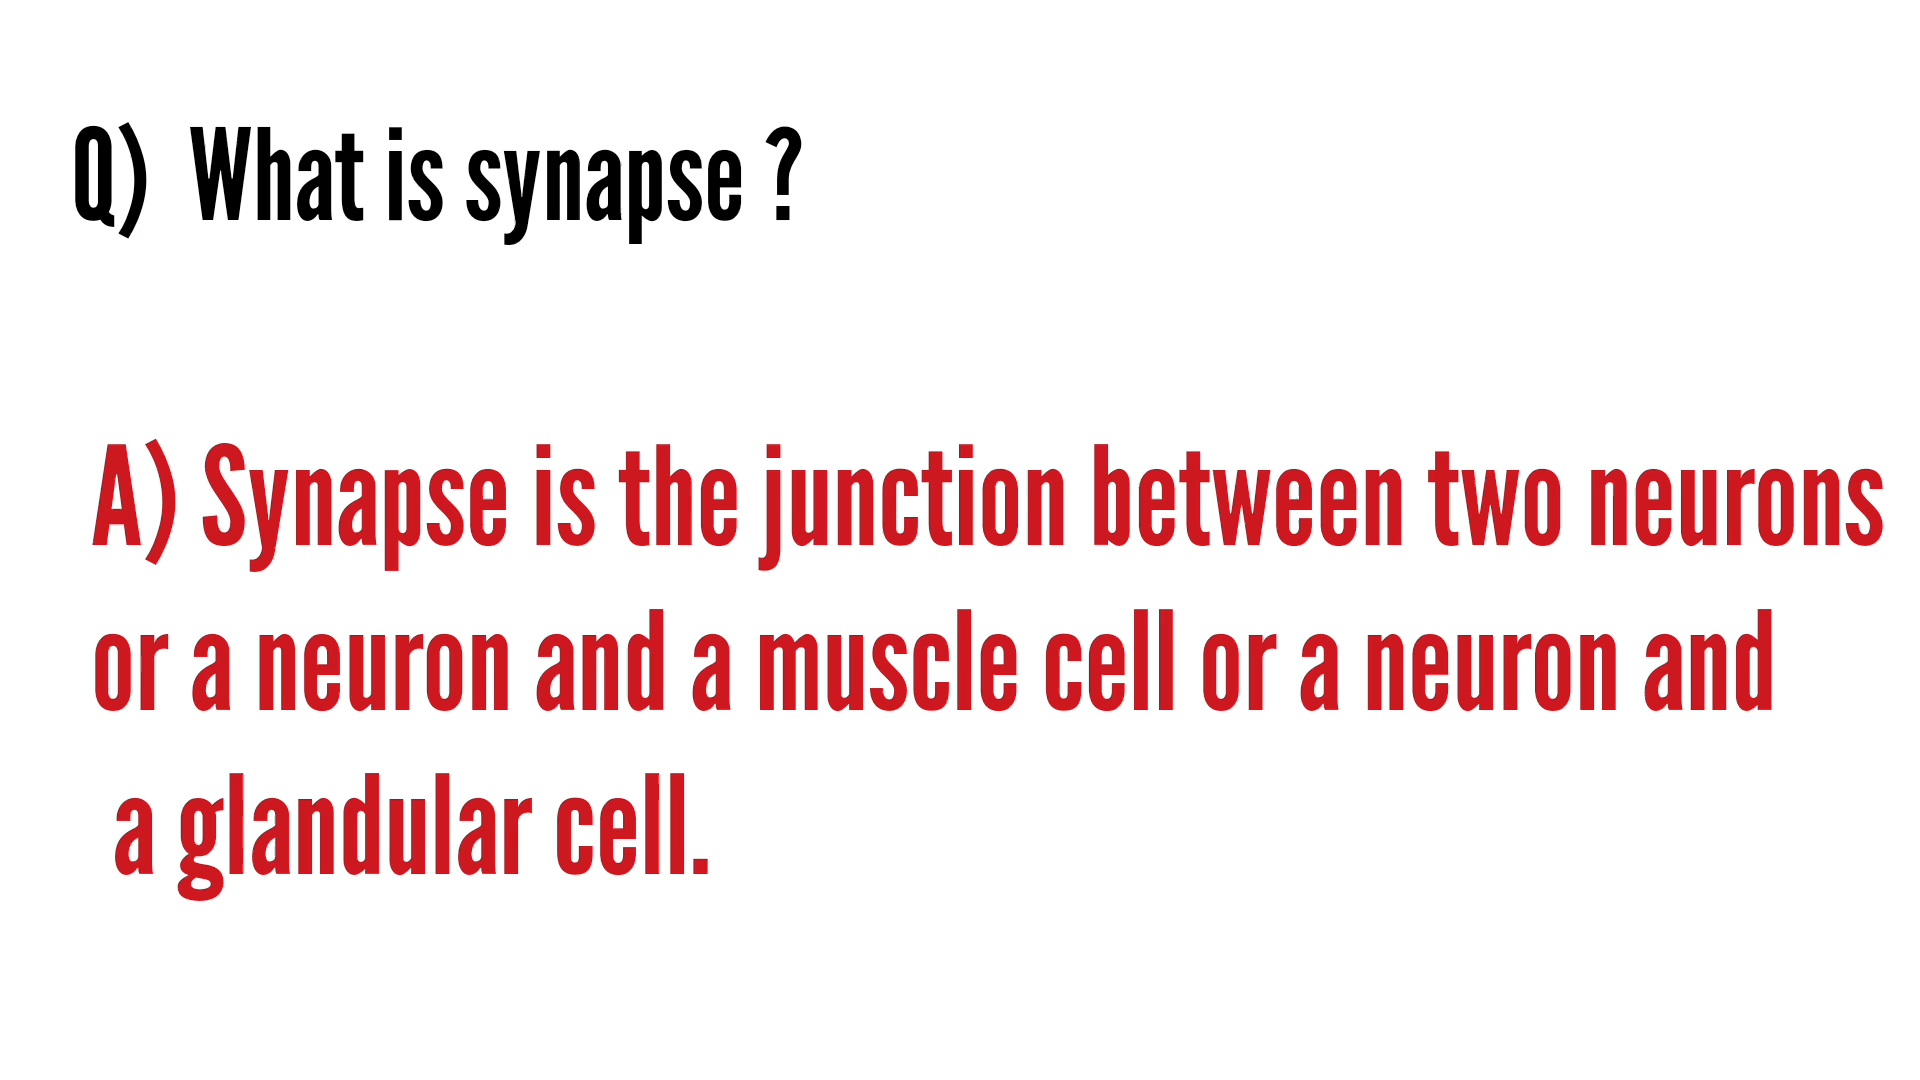 Q) What is synapse ?
A) Synapse is the junction between two neurons
or a neuron and a muscle cell or a neuron and
a glandular cell.